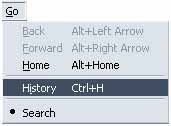 Go
Back Alt+Left Arrow
Forward Alt+Right Arrow
Home Alt+Home
History Ctrl+H
Search